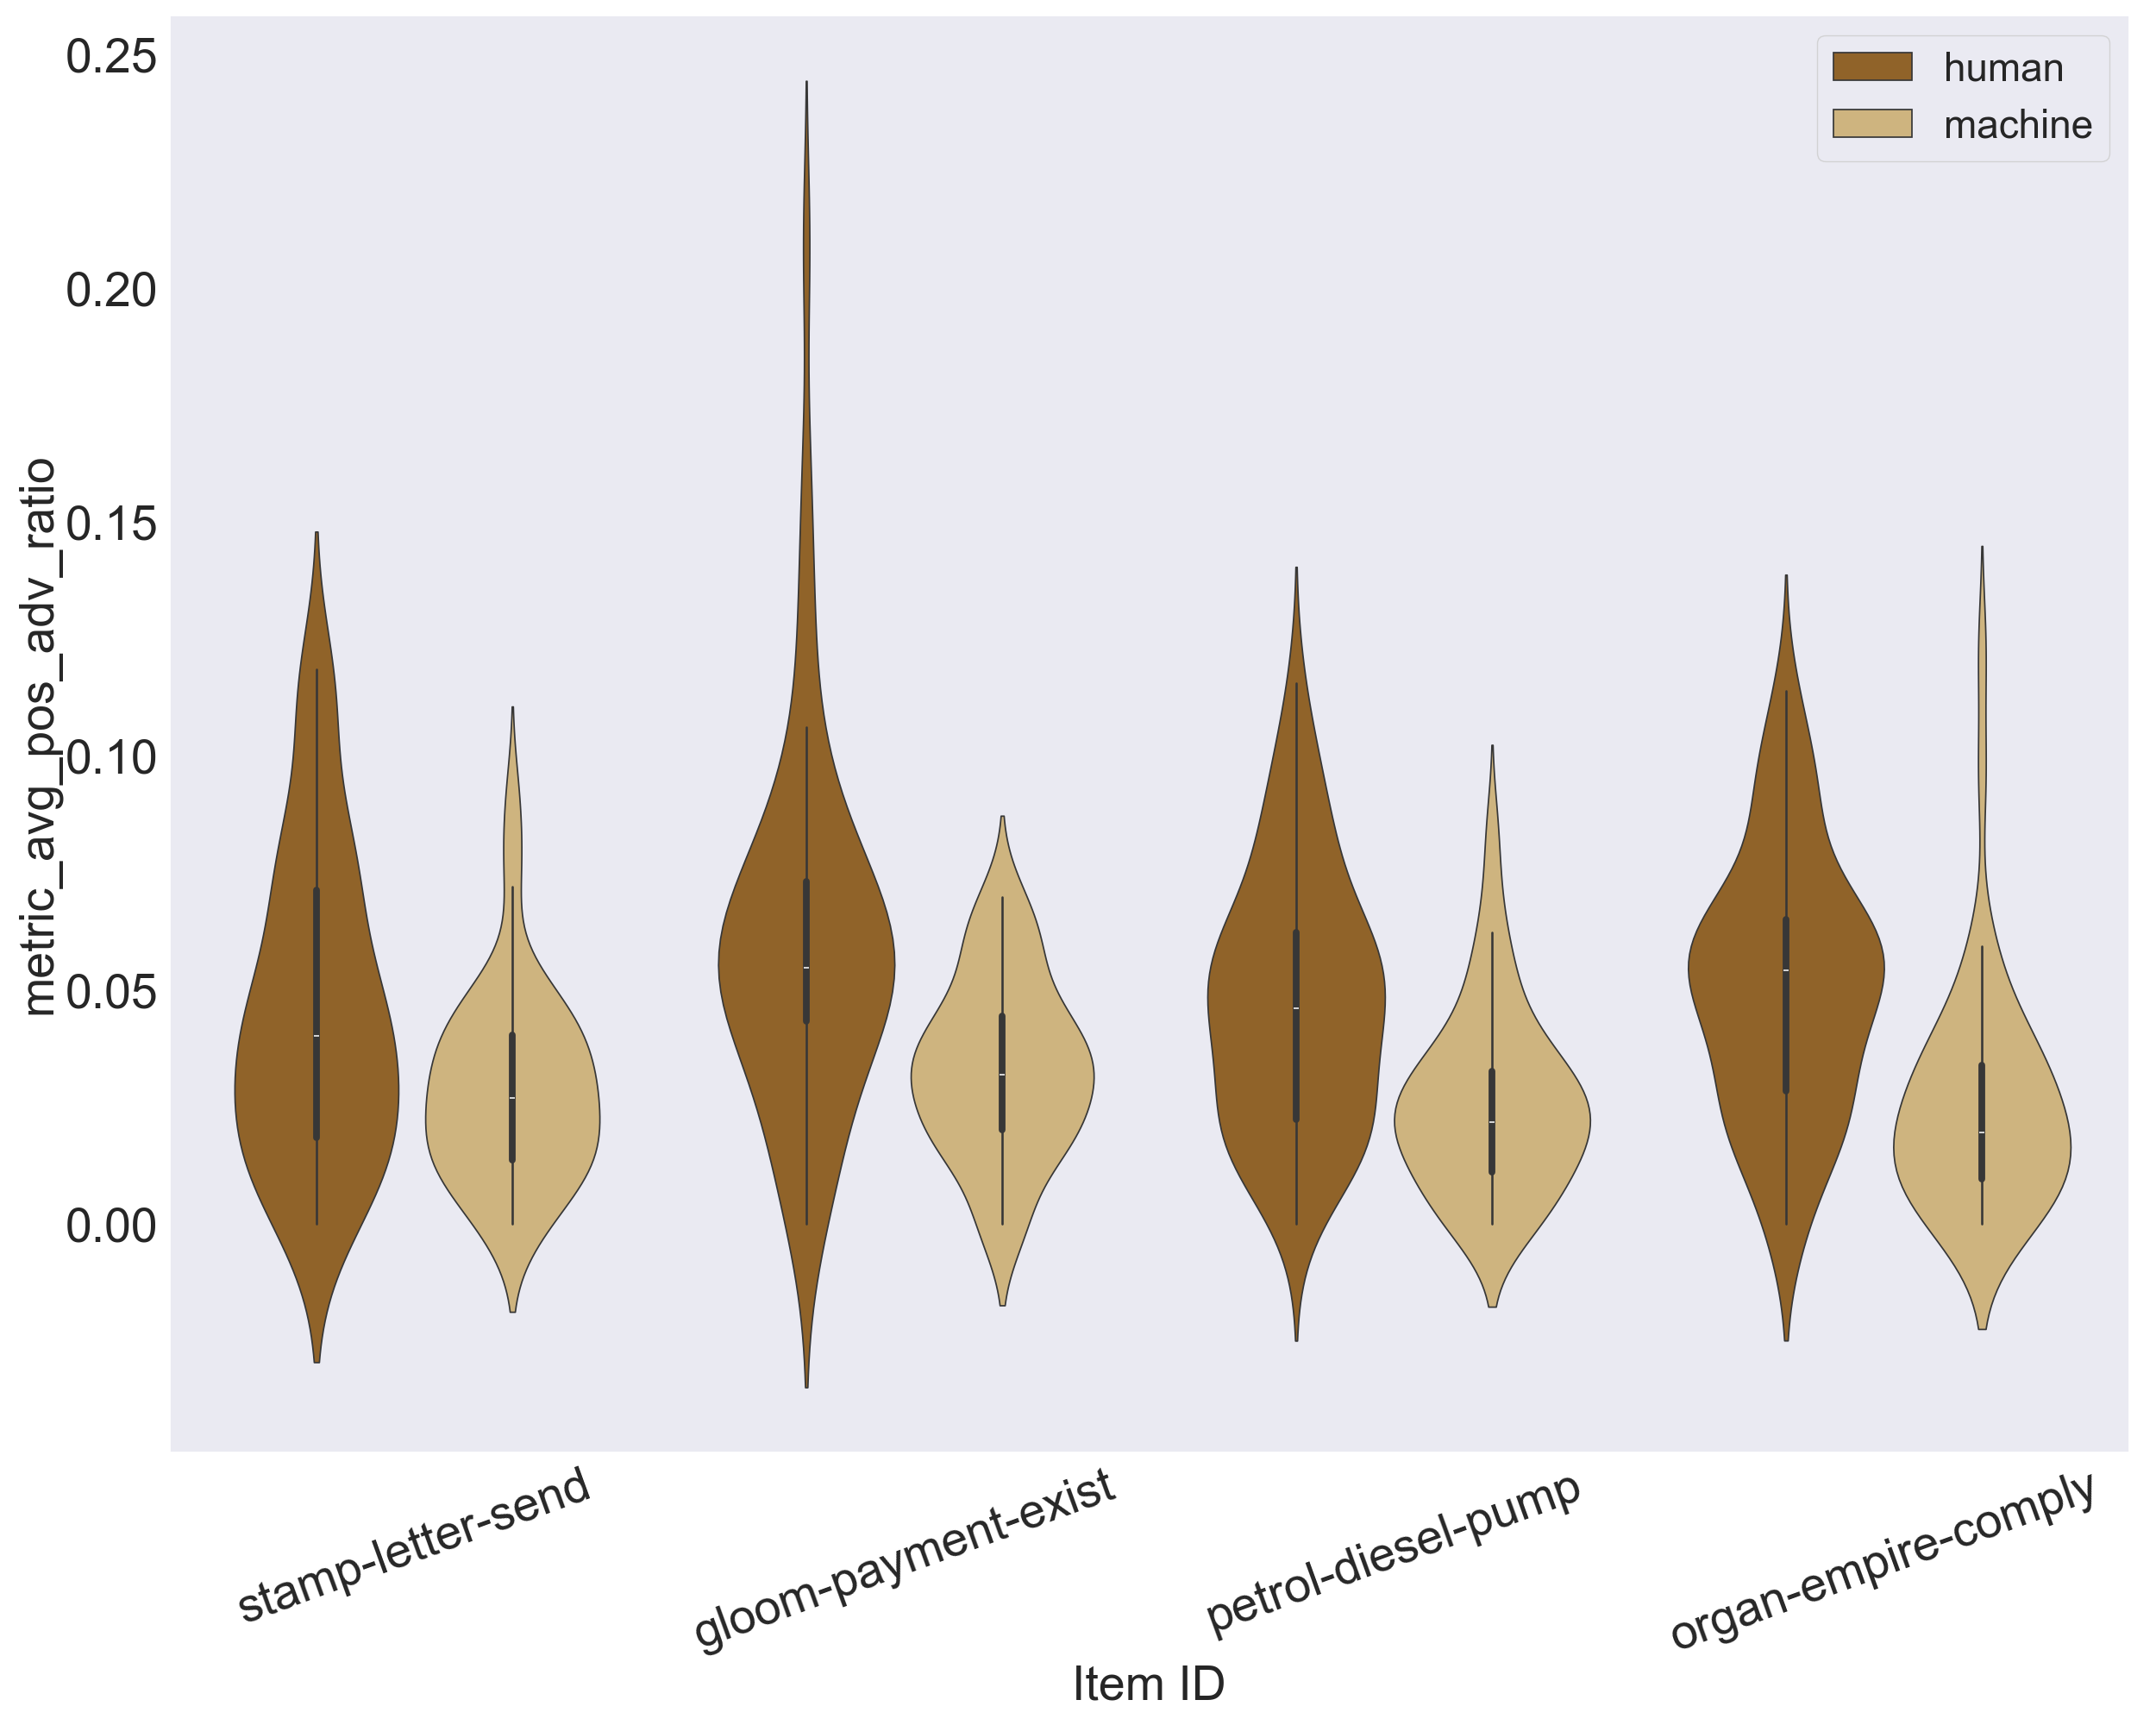 metric_avg_pos_adv_ratio
0.25
0.20
0.15
0.10
0.05
0.00
human
machine
stamp-letter-send
gloom-payment-exist
petrol-diesel-pump
organ-empire-comply
Item ID